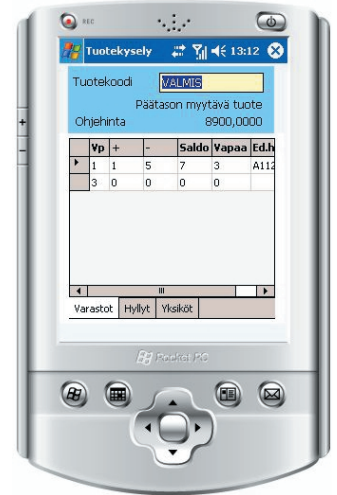 REC
Tuotekysely 13:12
Tuotekoodi VALMIS
Päätason myytävä tuote
Ohjehinta 8900,0000
Vp + - Saldo Vapaa Ed.h
1 1 5 7 3 A112
3 0 0 0 0
Varastot Hyllyt Yksiköt
Pocket PC